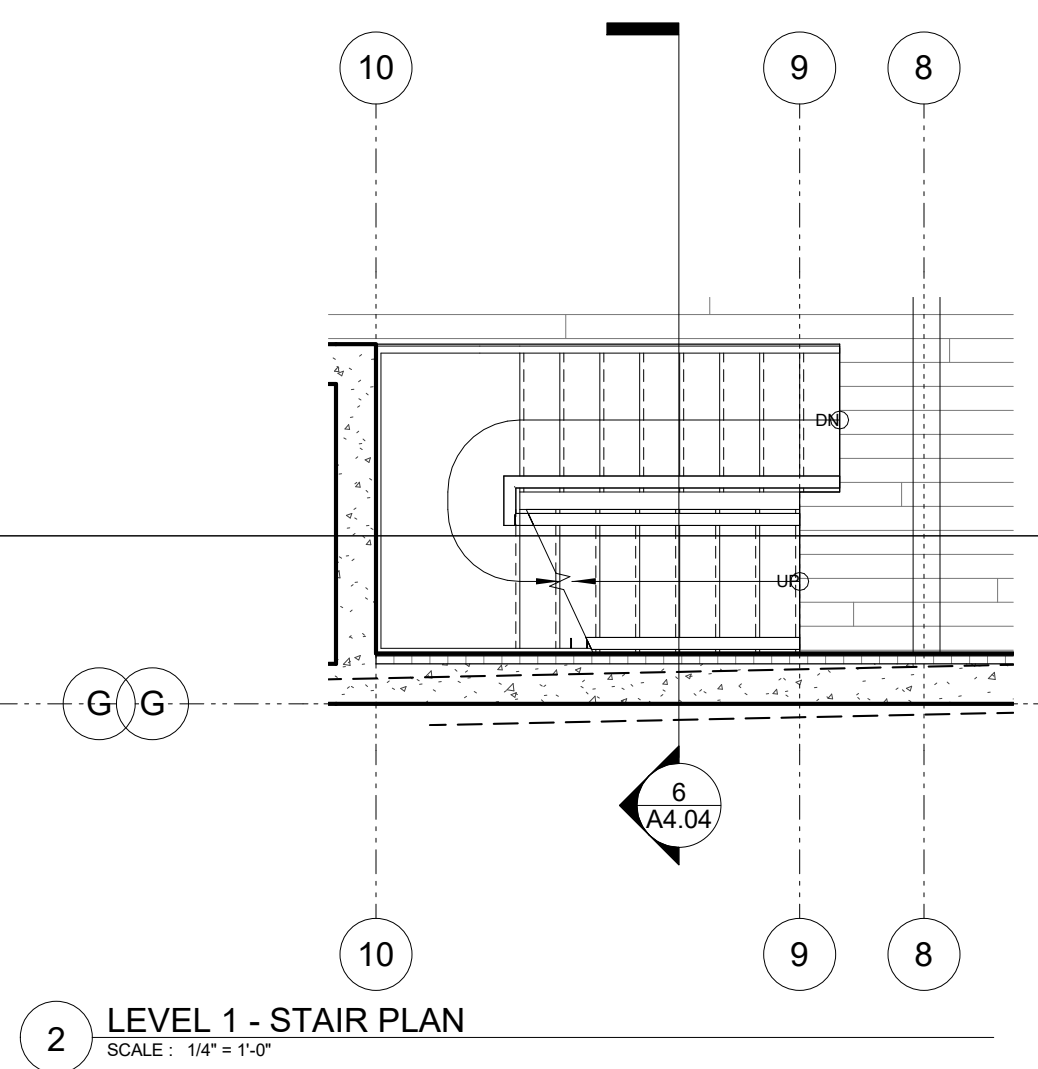 10
9
8
DN
UP
G
G
6
A4.04
10
9
8
2
LEVEL 1 - STAIR PLAN
SCALE : 1/4" = 1'-0"